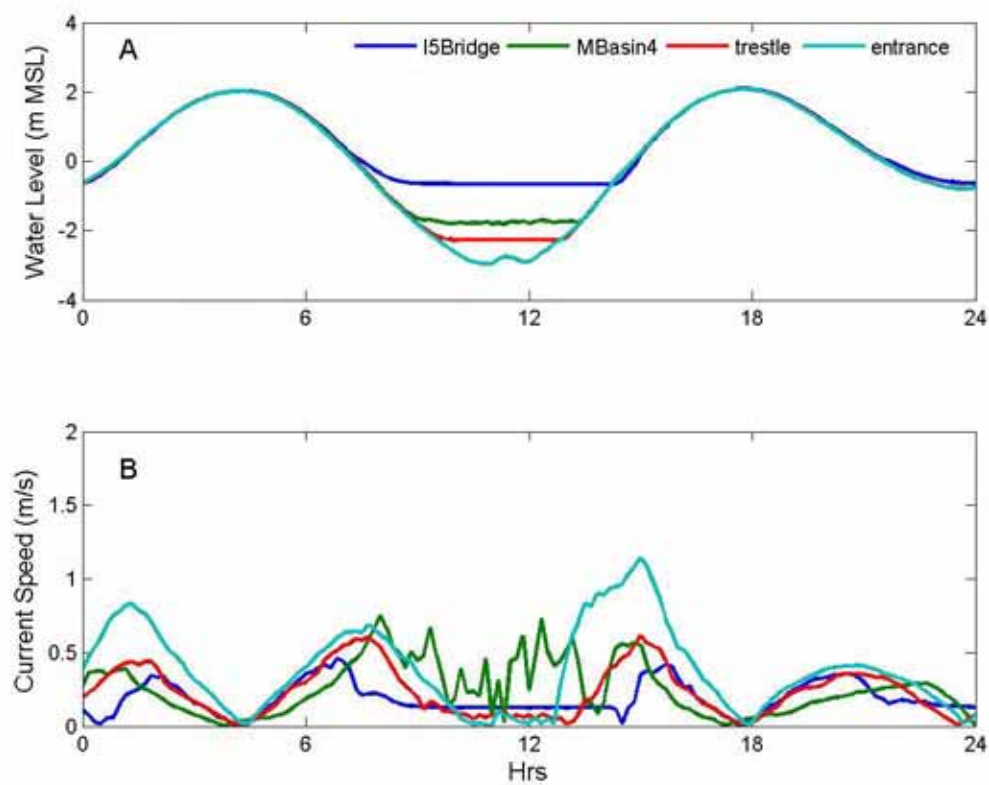 A
I5Bridge MBasin4 trestle entrance
Water Level (m MSL)
4
2
0
-2
-4
0 6 12 18 24
B
Current Speed (m/s)
2
1.5
1
0.5
0
0 6 12 18 24
Hrs